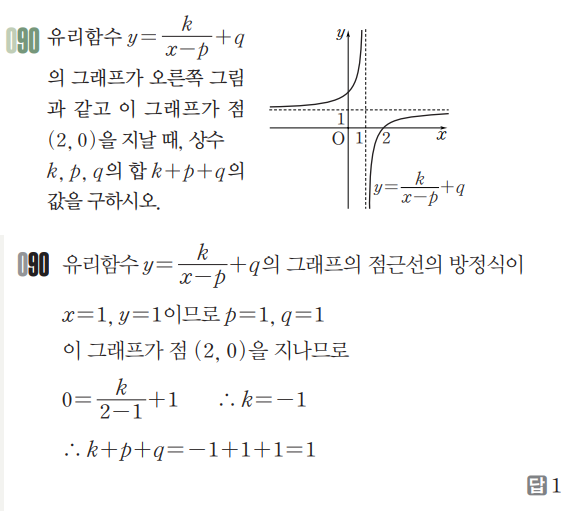 090 유리함수 y=k/(x-p)+q
의 그래프가 오른쪽 그림
과 같고 이 그래프가 점
(2, 0)을 지날 때, 상수
k, p, q의 합 k+p+q의
값을 구하시오.
y
1
O 1 2 x
y=k/(x-p)+q
090 유리함수 y=k/(x-p)+q의 그래프의 점근선의 방정식이
x=1, y=1이므로 p=1, q=1
이 그래프가 점 (2, 0)을 지나므로
0=k/(2-1)+1 ∴ k=-1
∴ k+p+q=-1+1+1=1
답 1